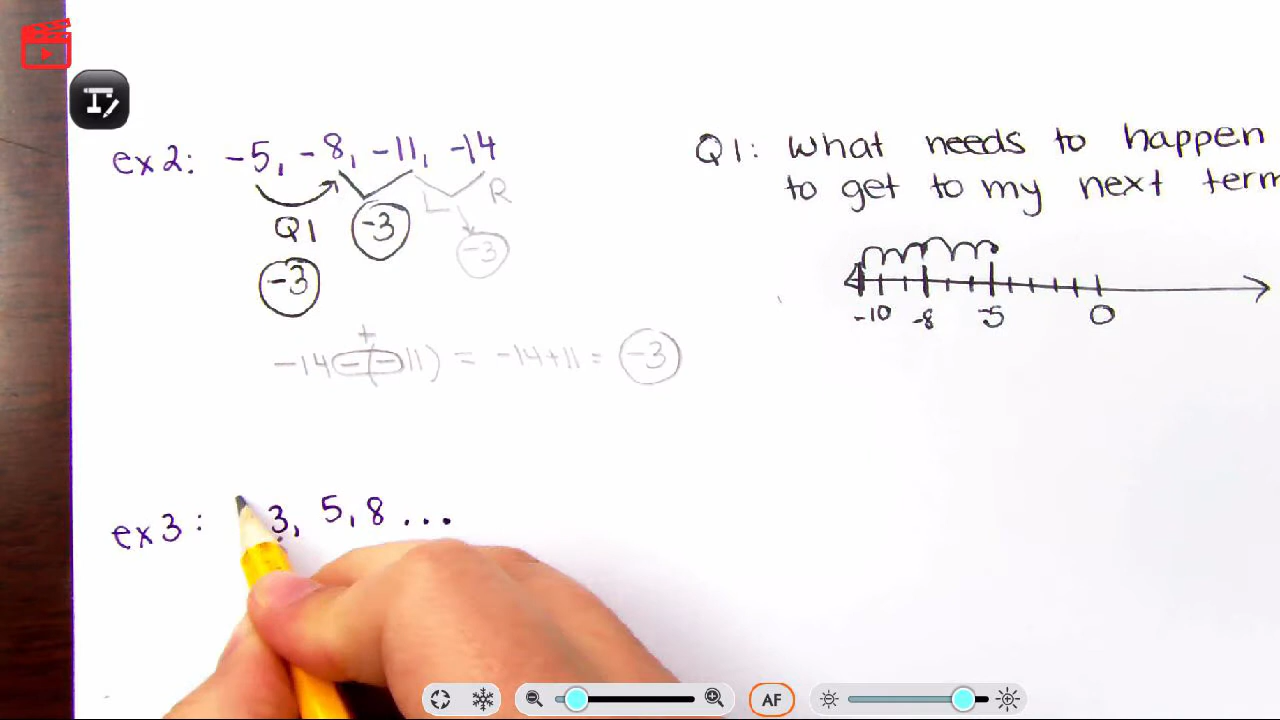 ex2: -5, -8, -11, -14
Q1: What needs to happen
to get to my next term
Q1
-3
R
-3
-3
-10 -8 -5 0
+
-14-(-11) = -14+11 = -3
ex3: 3, 5, 8 ...
AF